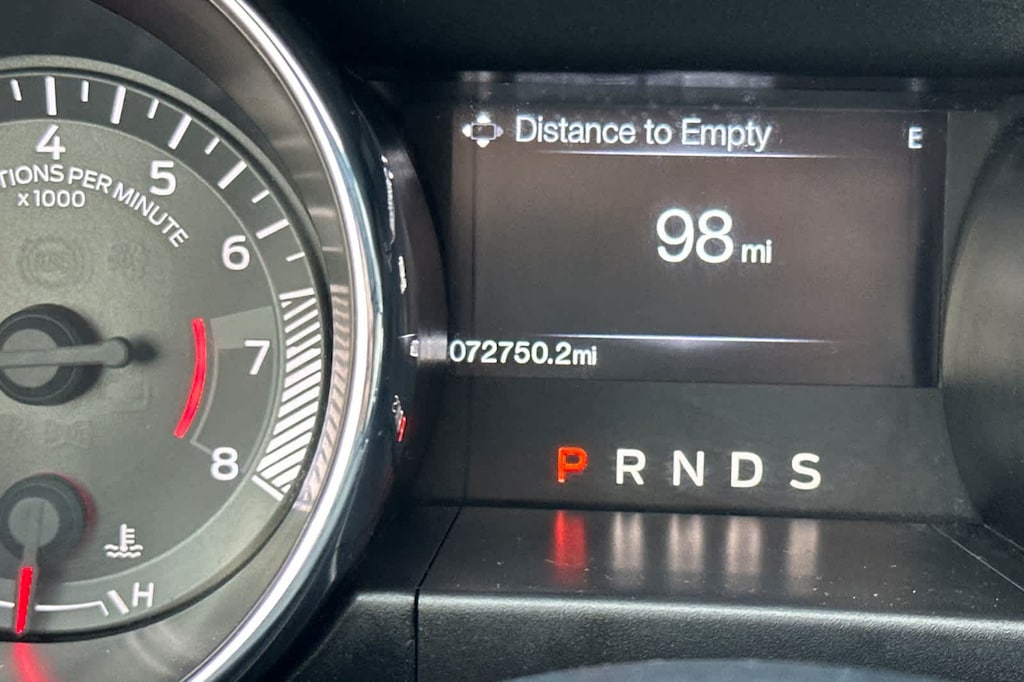 Distance to Empty
E
98 mi
072750.2mi
P R N D S
4
5
6
7
8
TIONS PER MINUTE
x1000
H